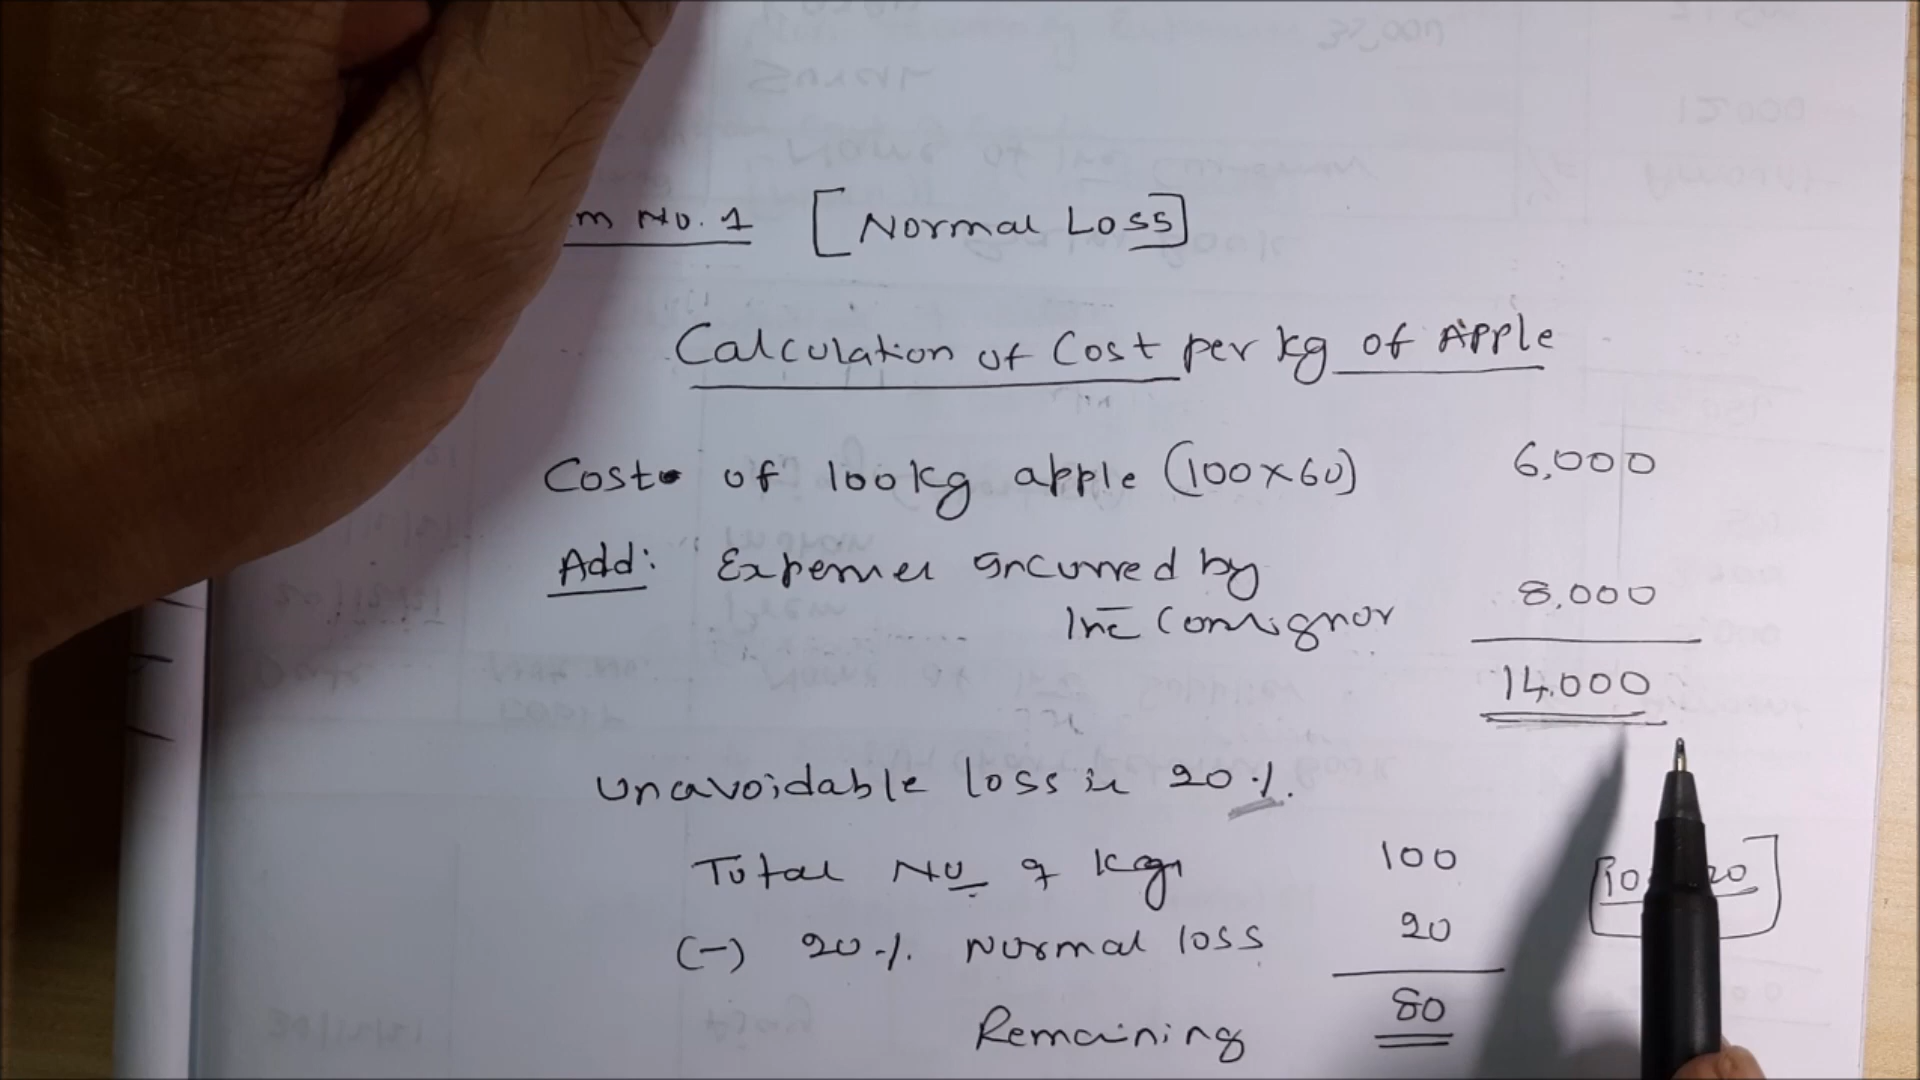 m No. 1 [Normal Loss]
Calculation of Cost per kg of Apple
Cost of 100kg apple (100x60) 6,000
Add: Expenses incurred by
the Consignor 8,000
14,000
Unavoidable loss is 20%.
Total No of kgs 100
(-) 20%. Normal loss 20
Remaining 80